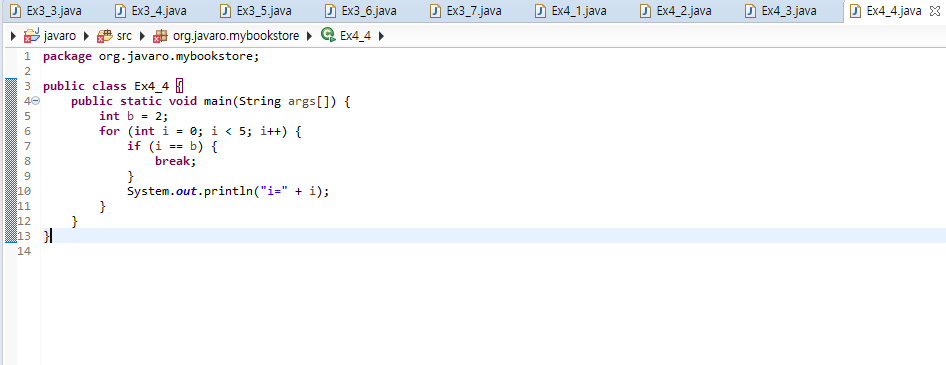 Ex3_3.java Ex3_4.java Ex3_5.java Ex3_6.java Ex3_7.java Ex4_1.java Ex4_2.java Ex4_3.java Ex4_4.java
javaro src org.javaro.mybookstore Ex4_4
1 package org.javaro.mybookstore;
2
3 public class Ex4_4 {
4 public static void main(String args[]) {
5 int b = 2;
6 for (int i = 0; i < 5; i++) {
7 if (i == b) {
8 break;
9 }
10 System.out.println("i=" + i);
11 }
12 }
13 }
14